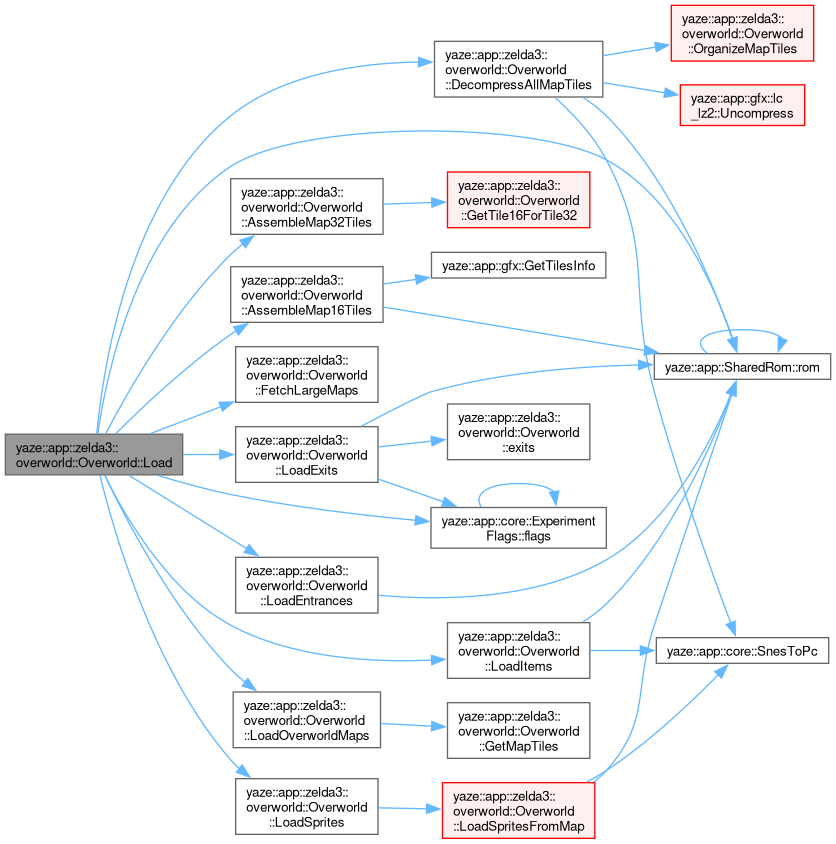 yaze::app::zelda3::
overworld::Overworld::Load
yaze::app::zelda3::
overworld::Overworld
::DecompressAllMapTiles
yaze::app::zelda3::
overworld::Overworld
::OrganizeMapTiles
yaze::app::gfx::lc
_lz2::Uncompress
yaze::app::zelda3::
overworld::Overworld
::AssembleMap32Tiles
yaze::app::zelda3::
overworld::Overworld
::GetTile16ForTile32
yaze::app::zelda3::
overworld::Overworld
::AssembleMap16Tiles
yaze::app::gfx::GetTilesInfo
yaze::app::zelda3::
overworld::Overworld
::FetchLargeMaps
yaze::app::SharedRom::rom
yaze::app::zelda3::
overworld::Overworld
::LoadExits
yaze::app::zelda3::
overworld::Overworld
::exits
yaze::app::core::Experiment
Flags::flags
yaze::app::zelda3::
overworld::Overworld
::LoadEntrances
yaze::app::zelda3::
overworld::Overworld
::LoadItems
yaze::app::core::SnesToPc
yaze::app::zelda3::
overworld::Overworld
::LoadOverworldMaps
yaze::app::zelda3::
overworld::Overworld
::GetMapTiles
yaze::app::zelda3::
overworld::Overworld
::LoadSprites
yaze::app::zelda3::
overworld::Overworld
::LoadSpritesFromMap